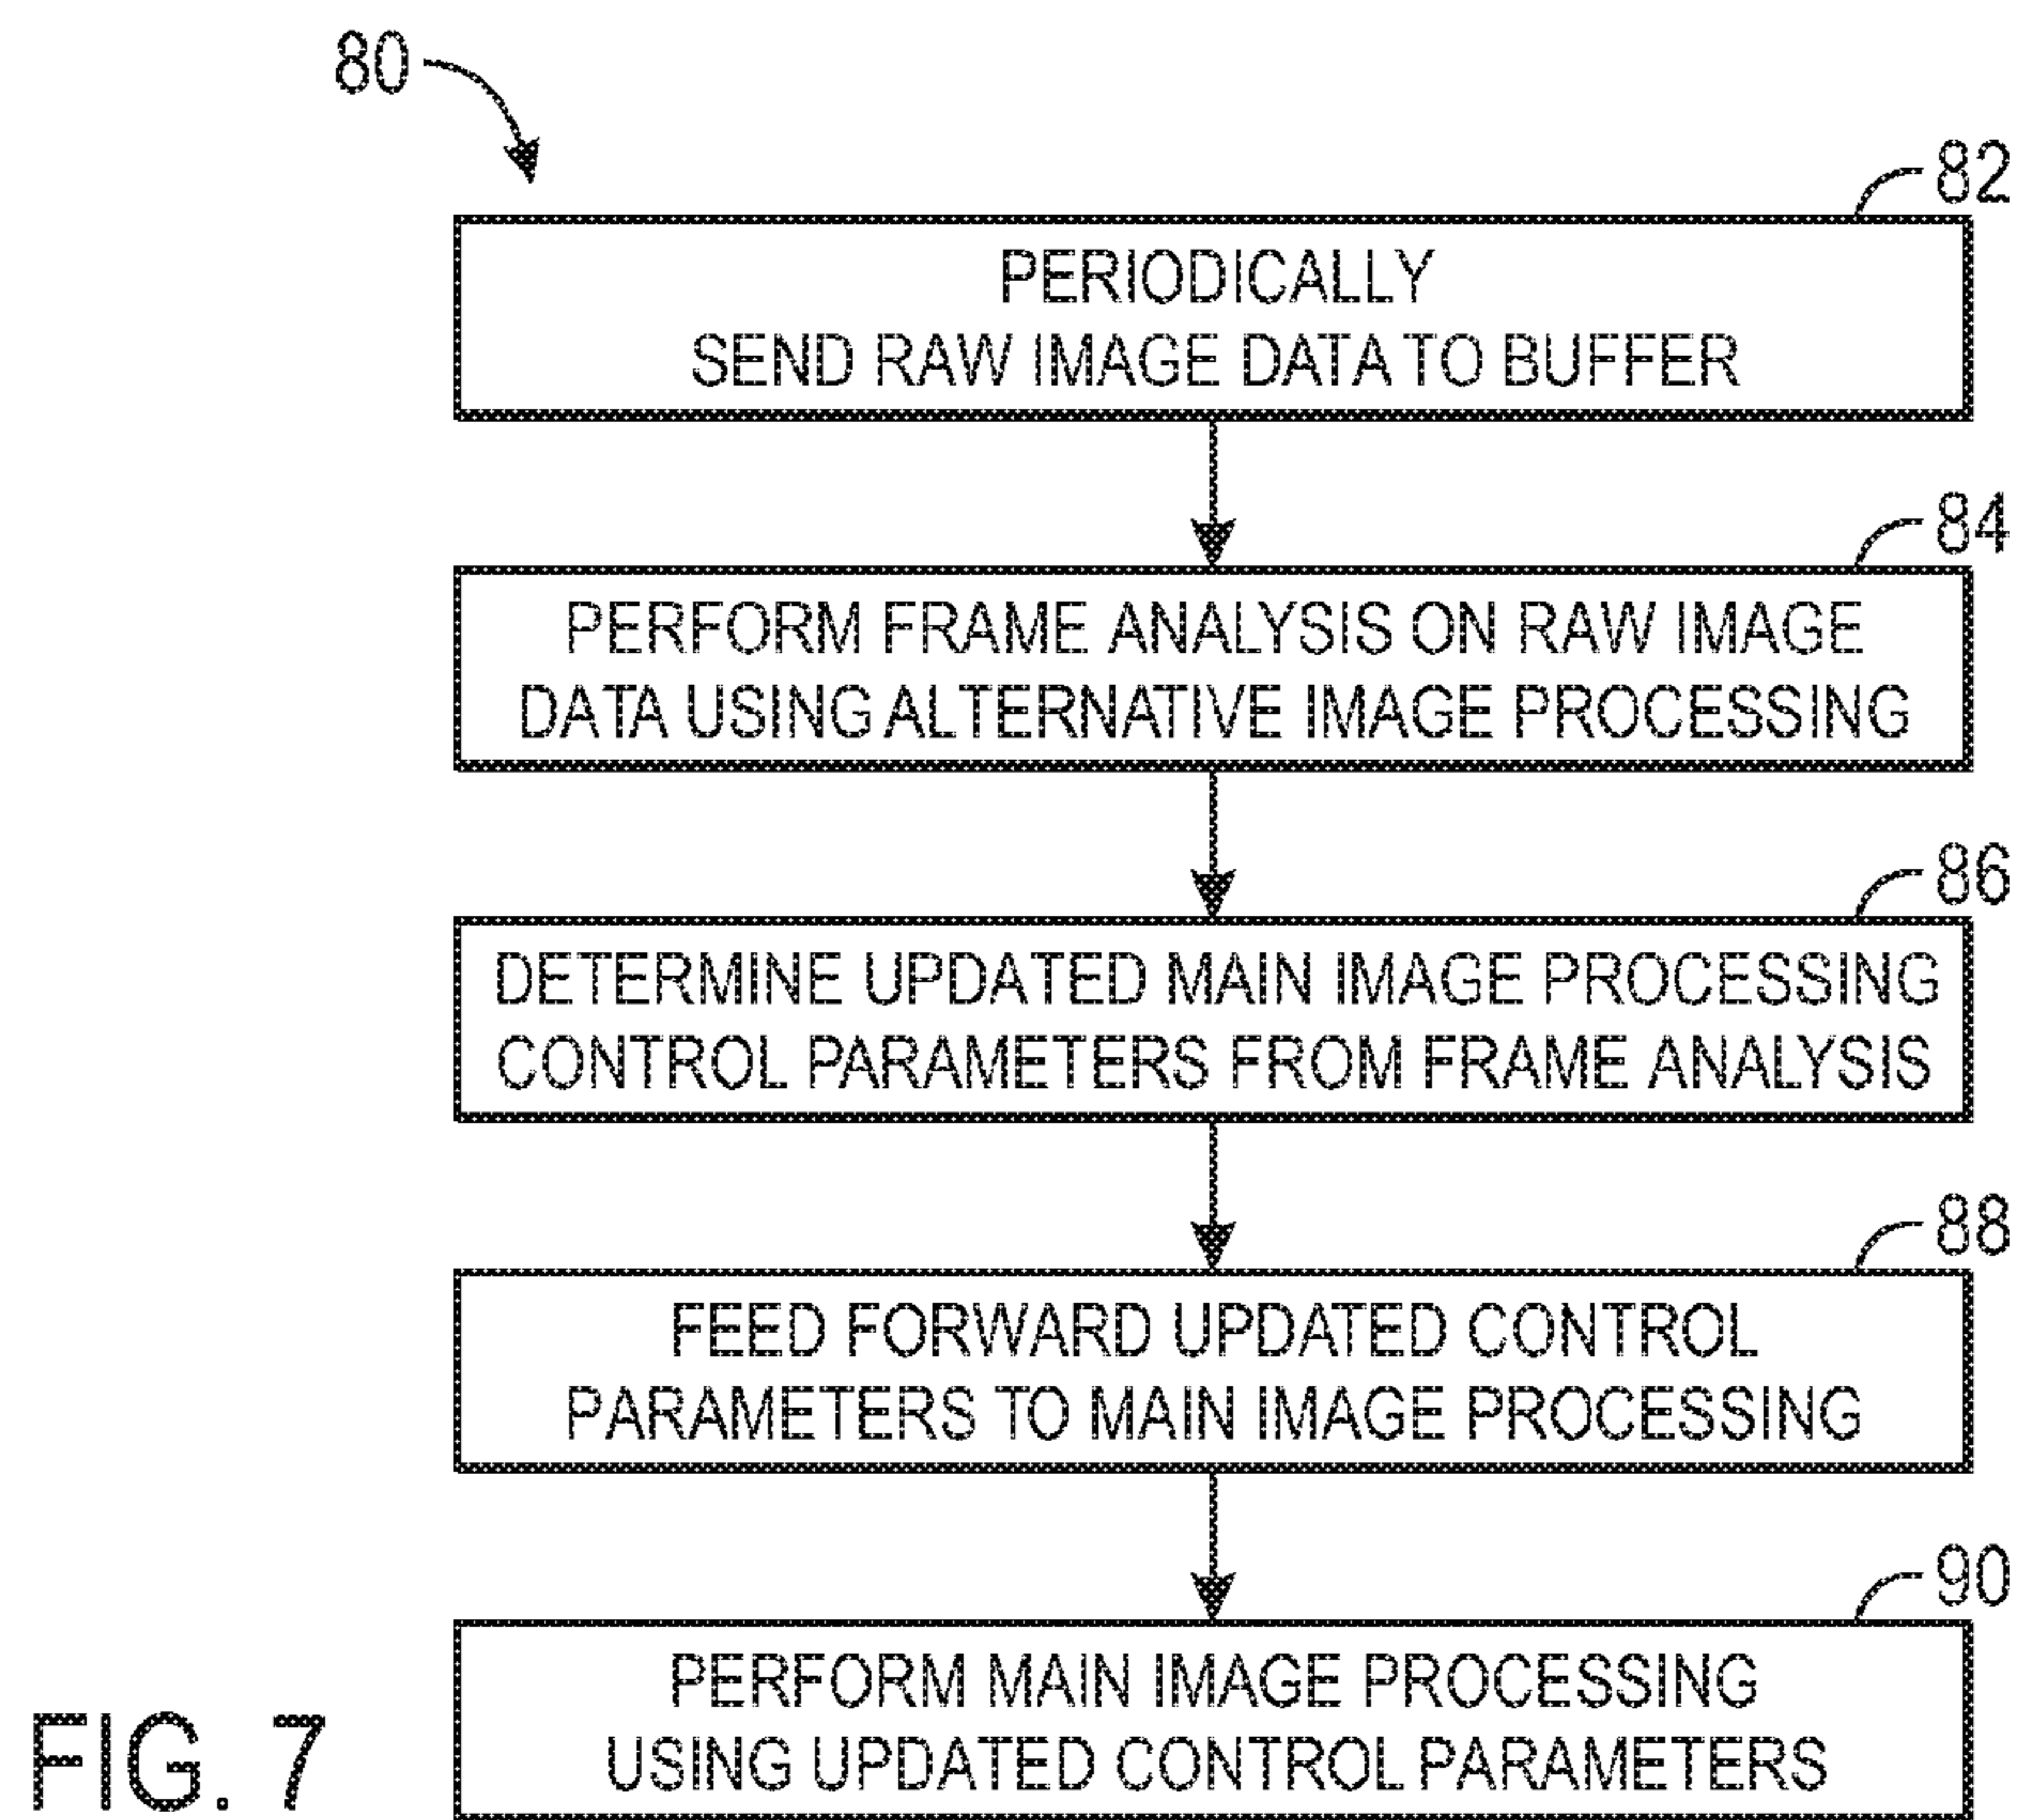 80
82
PERIODICALLY
SEND RAW IMAGE DATA TO BUFFER
84
PERFORM FRAME ANALYSIS ON RAW IMAGE
DATA USING ALTERNATIVE IMAGE PROCESSING
86
DETERMINE UPDATED MAIN IMAGE PROCESSING
CONTROL PARAMETERS FROM FRAME ANALYSIS
88
FEED FORWARD UPDATED CONTROL
PARAMETERS TO MAIN IMAGE PROCESSING
90
PERFORM MAIN IMAGE PROCESSING
USING UPDATED CONTROL PARAMETERS
FIG. 7